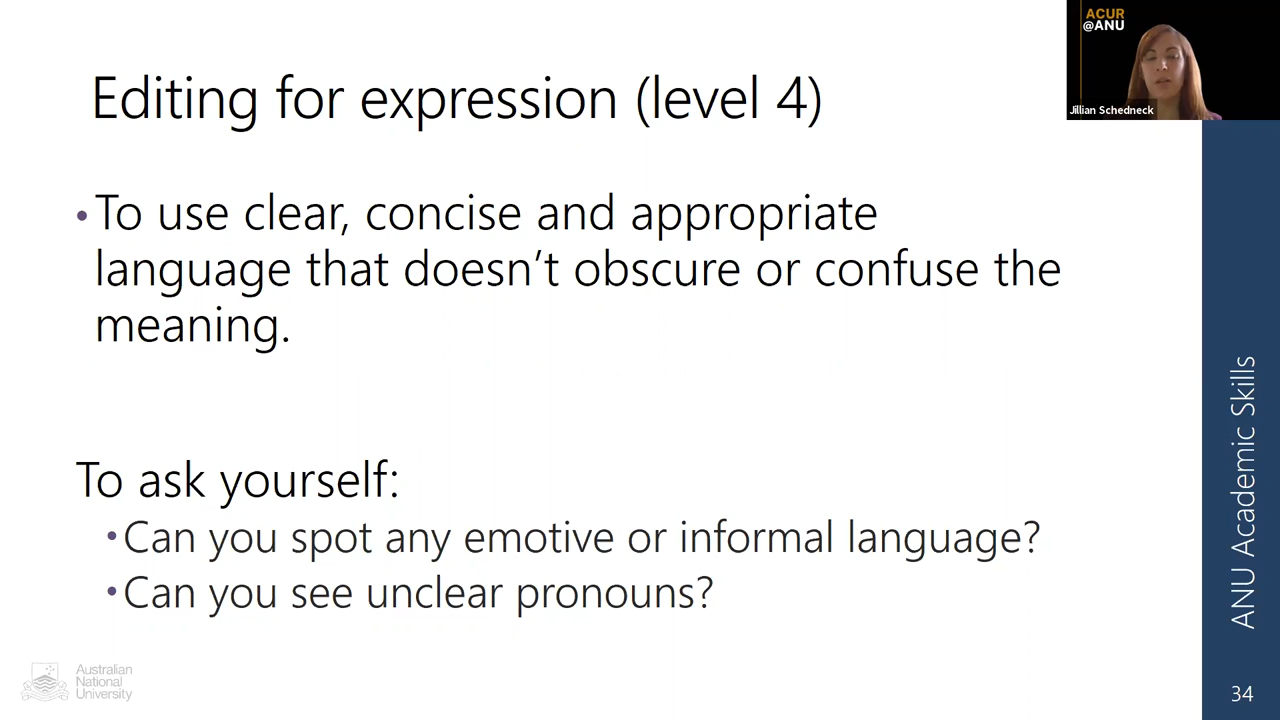 ACUR
@ANU
Jillian Schedneck
Editing for expression (level 4)
• To use clear, concise and appropriate
language that doesn’t obscure or confuse the
meaning.
To ask yourself:
• Can you spot any emotive or informal language?
• Can you see unclear pronouns?
ANU Academic Skills
Australian
National
University
34